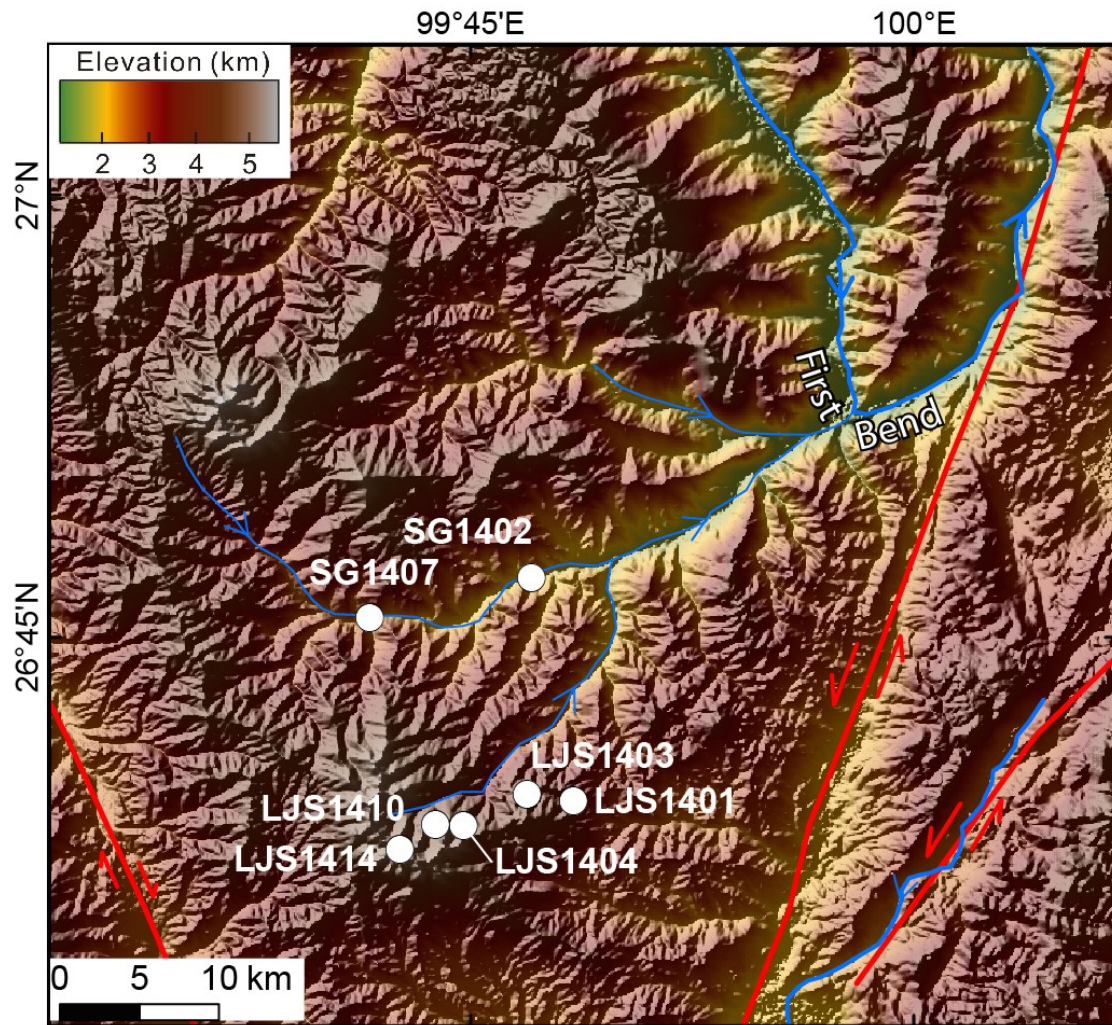 99°45'E
100°E
Elevation (km)
2 3 4 5
27°N
First
Bend
SG1402
SG1407
26°45'N
LJS1403
LJS1410
LJS1401
LJS1414
LJS1404
0 5 10 km